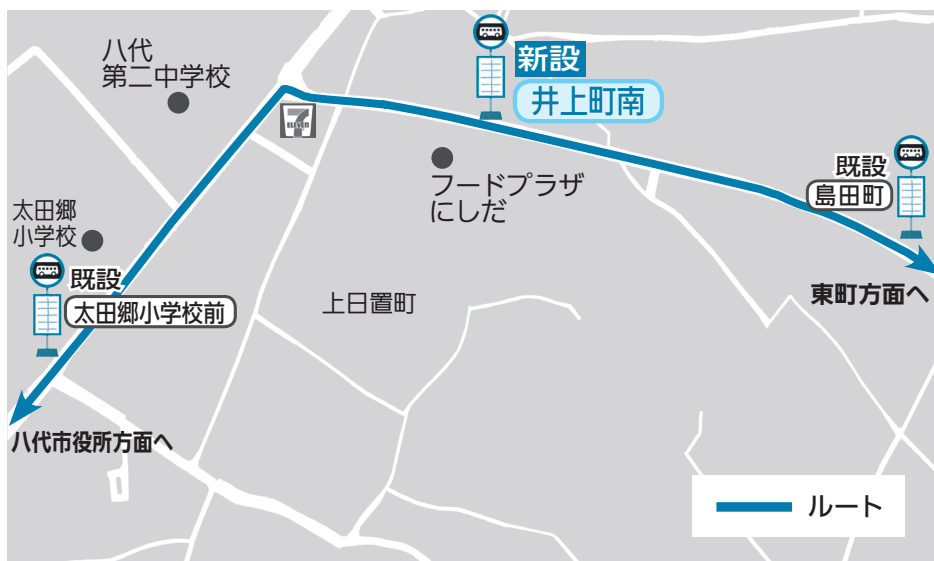 八代
第二中学校
新設
井上町南
7
ELEVEN
フードプラザ
にしだ
既設
島田町
太田郷
小学校
既設
太田郷小学校前
上日置町
東町方面へ
八代市役所方面へ
ルート